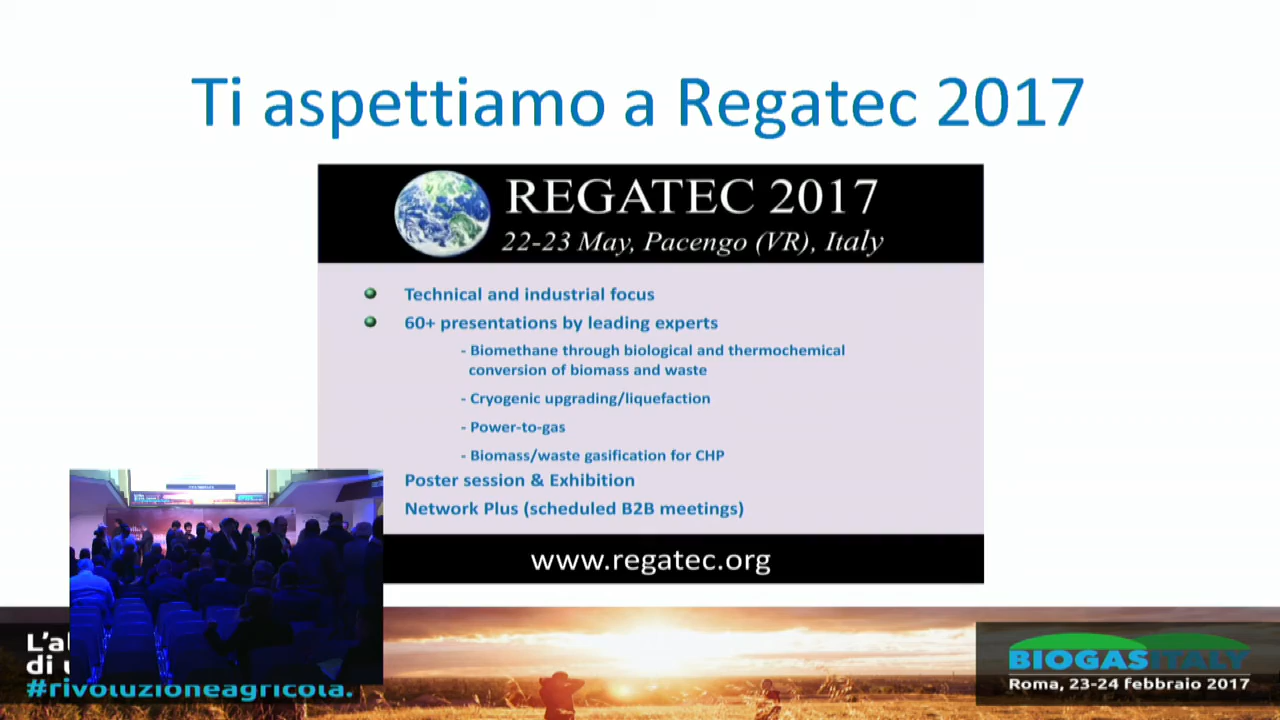 Ti aspettiamo a Regatec 2017
REGATEC 2017
22-23 May, Pacengo (VR), Italy
Technical and industrial focus
60+ presentations by leading experts
- Biomethane through biological and thermochemical
conversion of biomass and waste
- Cryogenic upgrading/liquefaction
- Power-to-gas
- Biomass/waste gasification for CHP
Poster session & Exhibition
Network Plus (scheduled B2B meetings)
www.regatec.org
di
#rivoluzioneagricola.
BIOGASITALY
Roma, 23-24 febbraio 2017